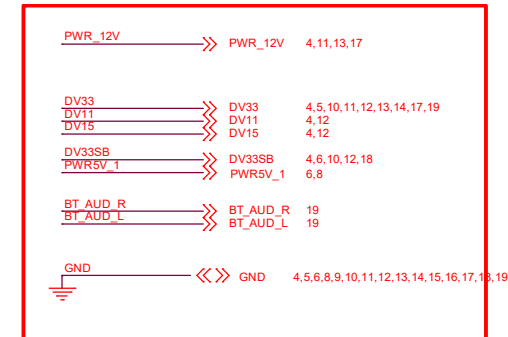 PWR_12V PWR_12V 4,11,13,17
DV33 DV33 4,5,10,11,12,13,14,17,19
DV11 DV11 4,12
DV15 DV15 4,12
DV33SB DV33SB 4,6,10,12,18
PWR5V_1 PWR5V_1 6,8
BT_AUD_R BT_AUD_R 19
BT_AUD_L BT_AUD_L 19
GND GND 4,5,6,8,9,10,11,12,13,14,15,16,17,18,19